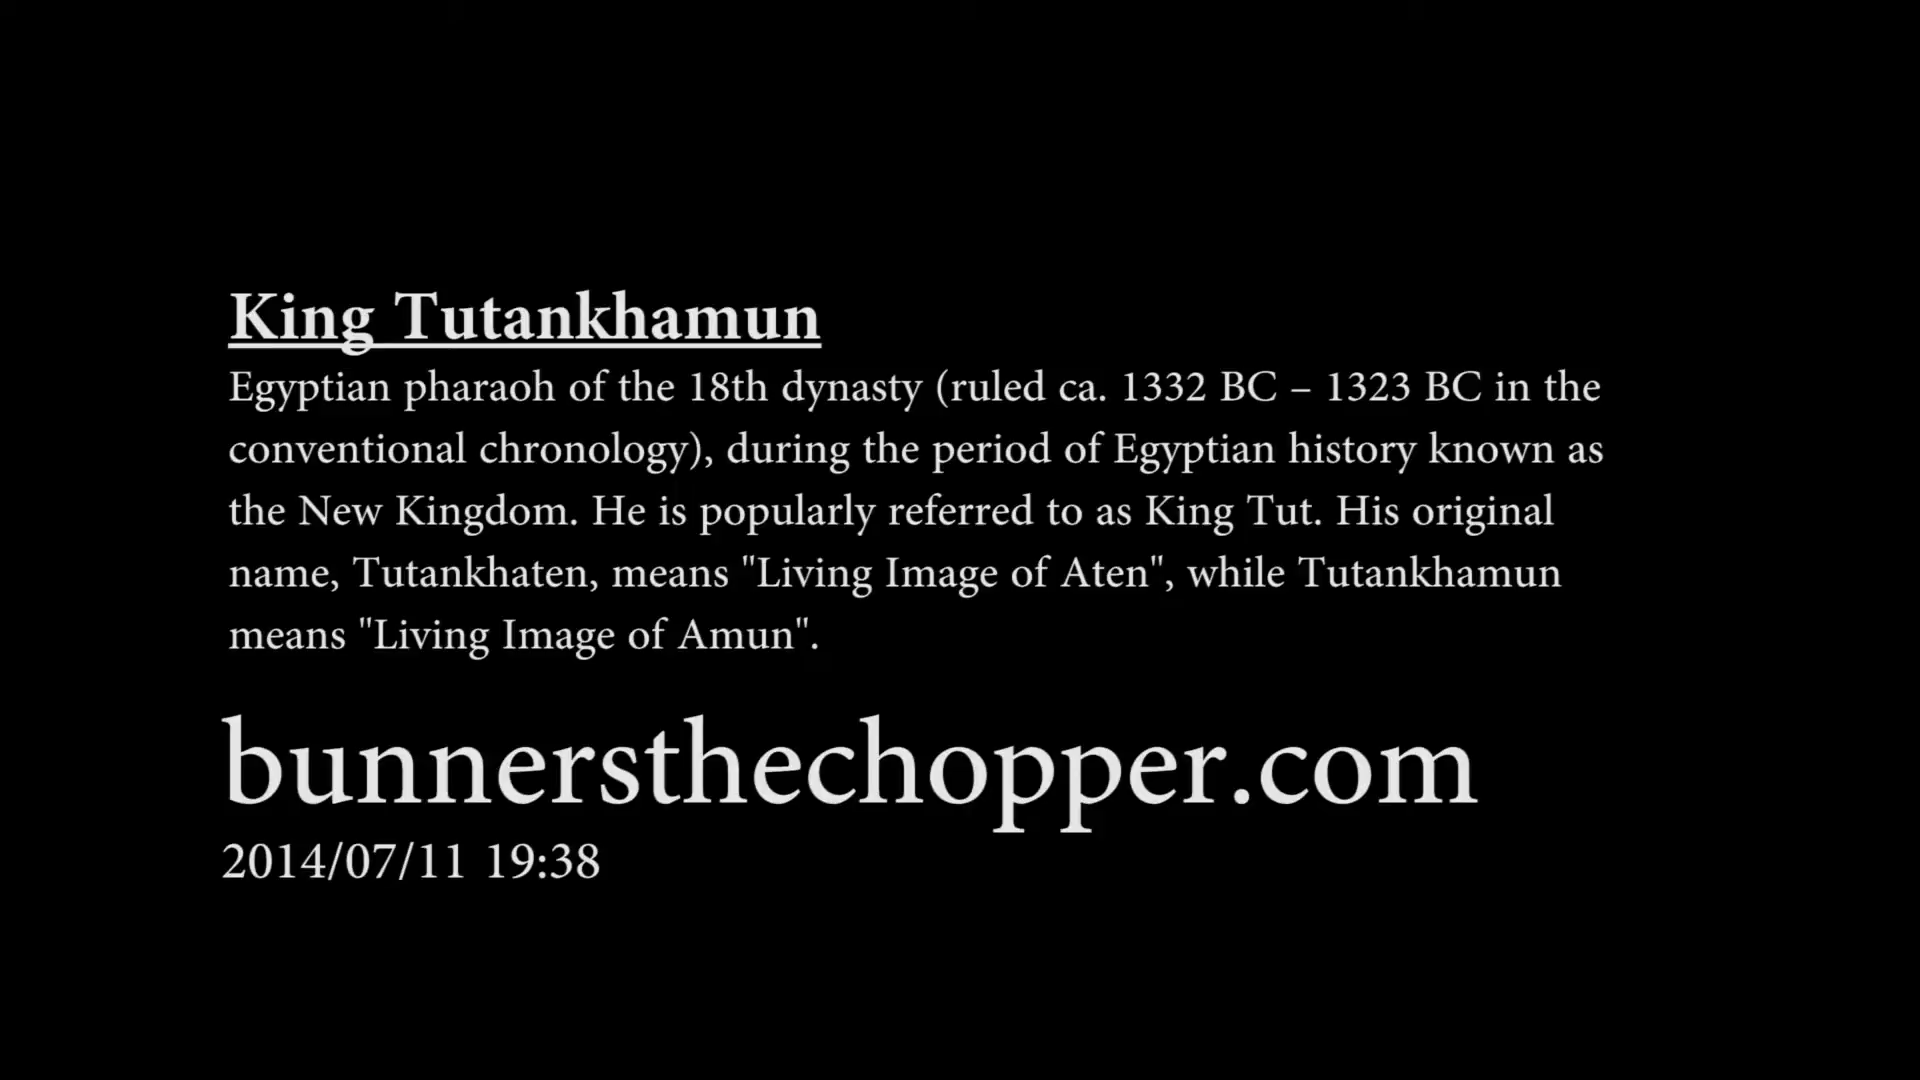 King Tutankhamun
Egyptian pharaoh of the 18th dynasty (ruled ca. 1332 BC – 1323 BC in the
conventional chronology), during the period of Egyptian history known as
the New Kingdom. He is popularly referred to as King Tut. His original
name, Tutankhaten, means "Living Image of Aten", while Tutankhamun
means "Living Image of Amun".
bunnersthechopper.com
2014/07/11 19:38